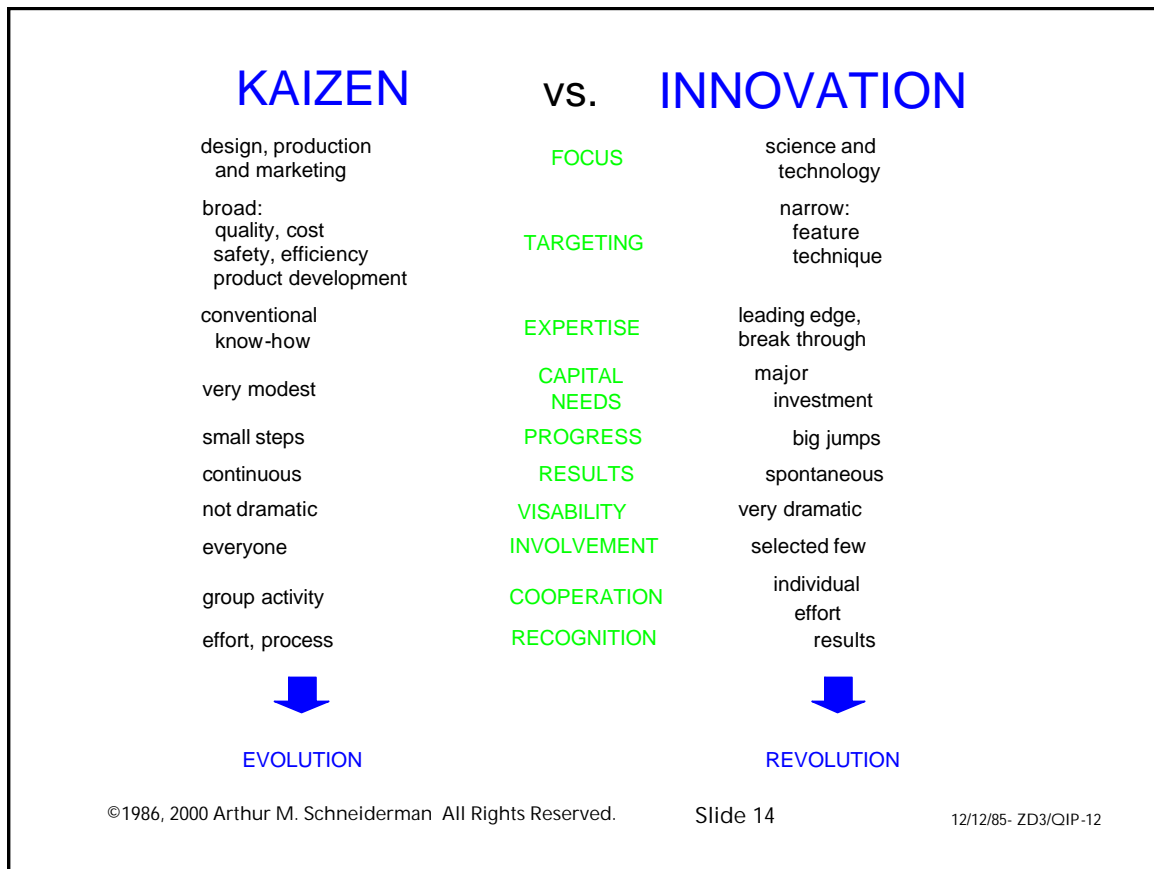 KAIZEN vs. INNOVATION
design, production
and marketing
FOCUS
science and
technology
broad:
quality, cost
safety, efficiency
product development
TARGETING
narrow:
feature
technique
conventional
know-how
EXPERTISE
leading edge,
break through
very modest
CAPITAL
NEEDS
major
investment
small steps
PROGRESS
big jumps
continuous
RESULTS
spontaneous
not dramatic
VISABILITY
very dramatic
everyone
INVOLVEMENT
selected few
group activity
COOPERATION
individual
effort
effort, process
RECOGNITION
results
EVOLUTION
REVOLUTION
©1986, 2000 Arthur M. Schneiderman All Rights Reserved.
Slide 14
12/12/85- ZD3/QIP-12